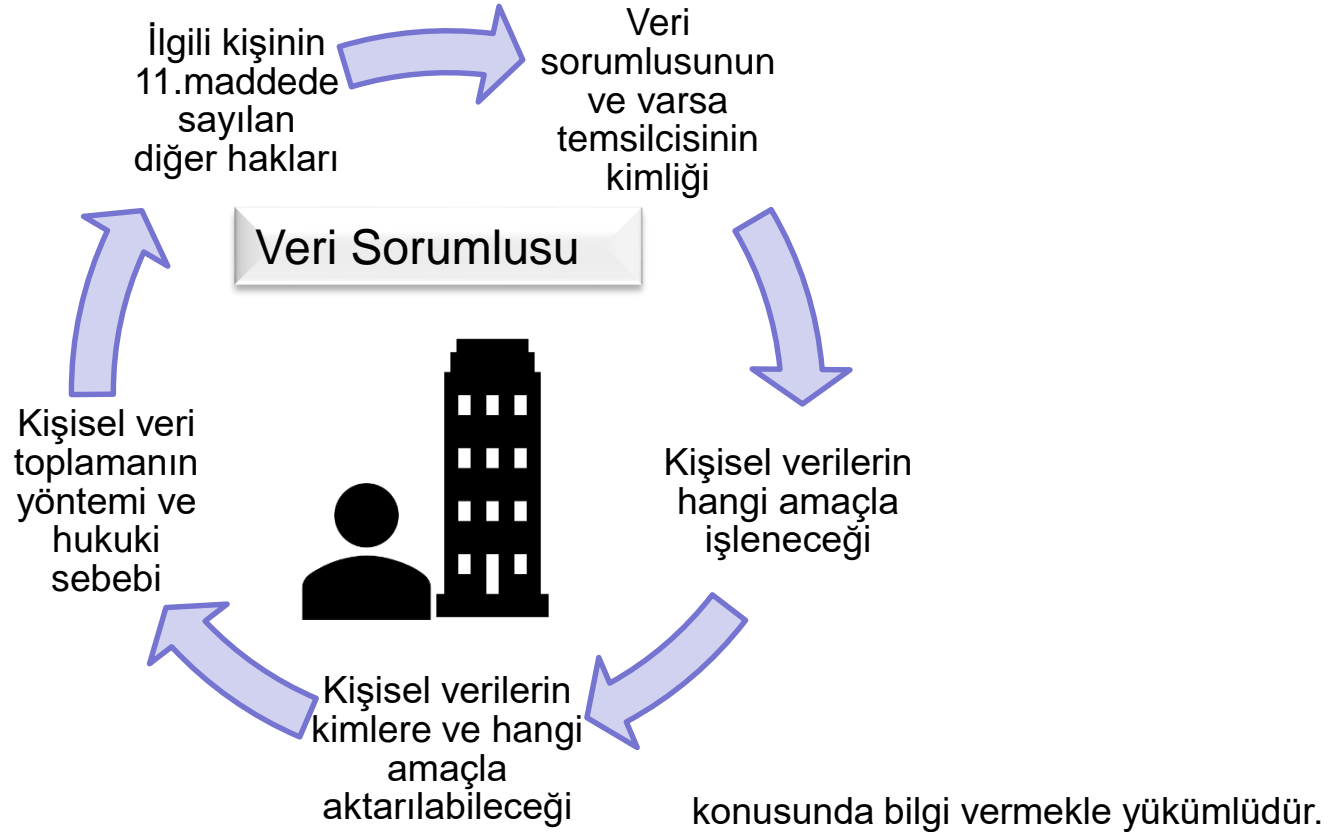 Veri Sorumlusu
Veri
sorumlusunun
ve varsa
temsilcisinin
kimliği
Kişisel verilerin
hangi amaçla
işleneceği
Kişisel verilerin
kimlere ve hangi
amaçla
aktarılabileceği
Kişisel veri
toplamanın
yöntemi ve
hukuki
sebebi
İlgili kişinin
11.maddede
sayılan
diğer hakları
konusunda bilgi vermekle yükümlüdür.